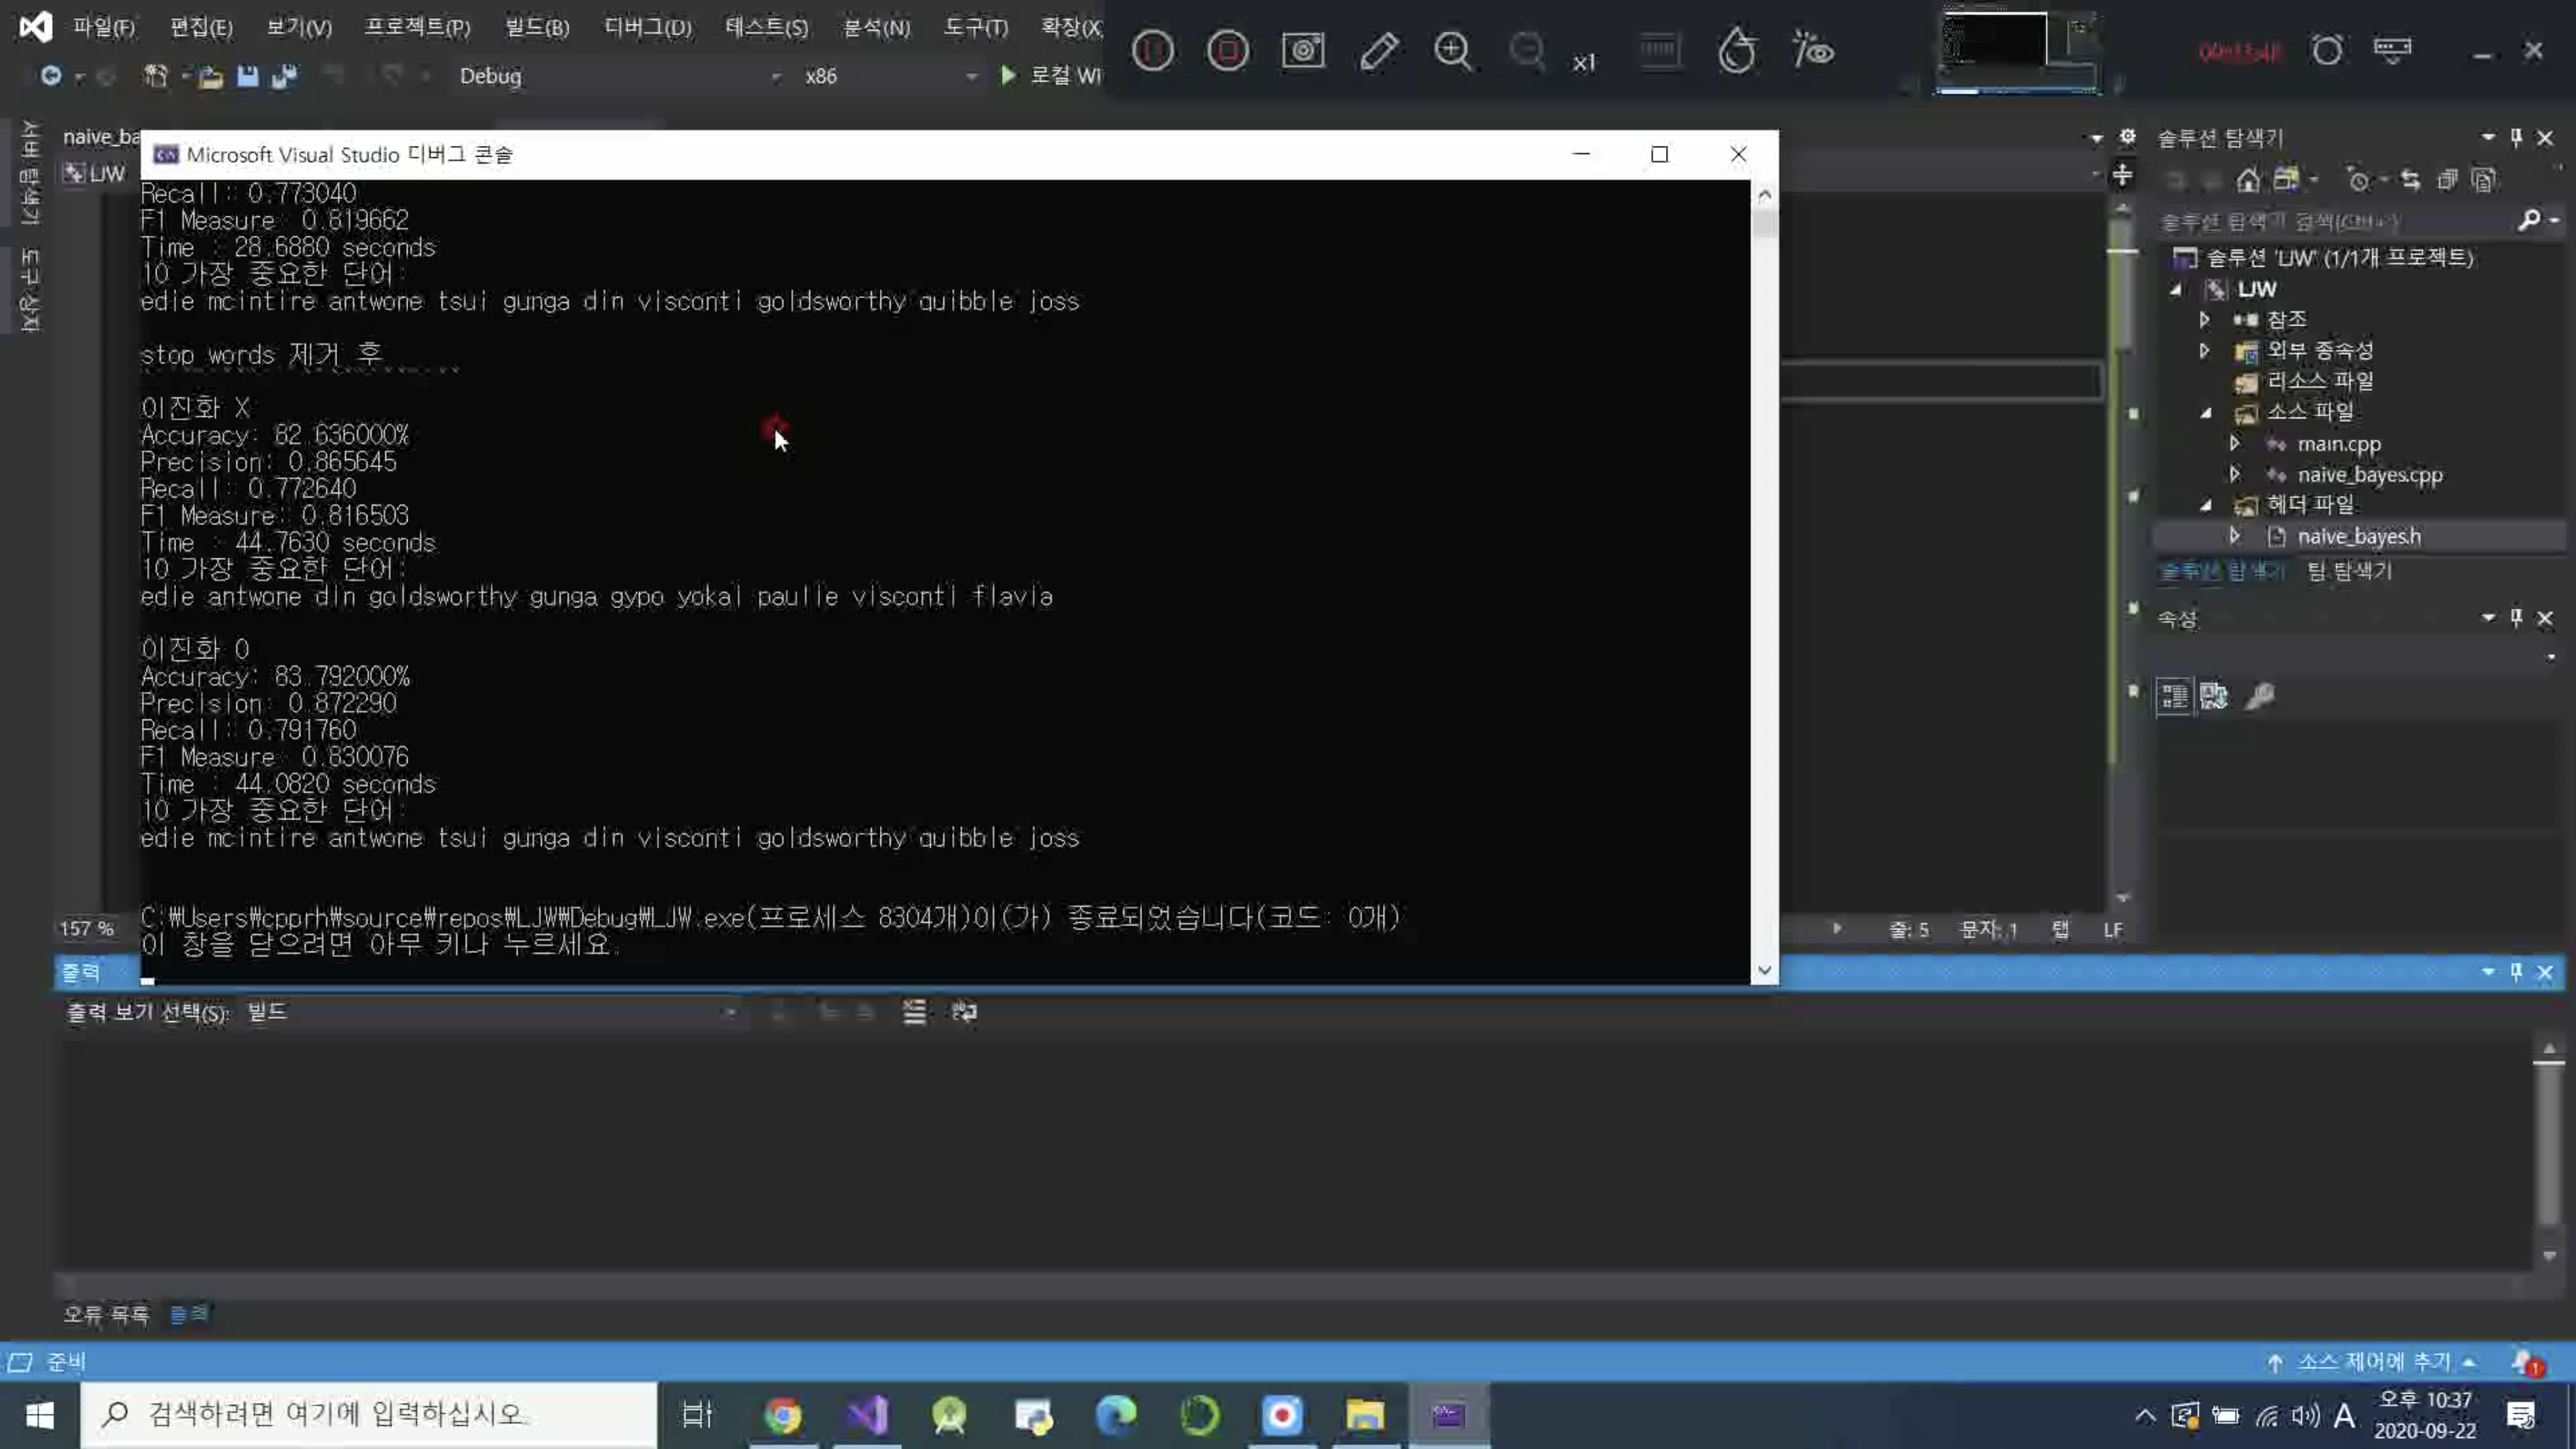 파일(F) 편집(E) 보기(V) 프로젝트(P) 빌드(B) 디버그(D) 테스트(S) 분석(N) 도구(T) 확장(X
x1
Debug x86 로컬 Wi
서버 탐색기
도구 상자
naive_ba
LJW
Microsoft Visual Studio 디버그 콘솔
Recall: 0.773040
F1 Measure: 0.819662
Time : 28.6880 seconds
10 가장 중요한 단어:
edie mcintire antwone tsui gunga din visconti goldsworthy quibble joss
stop words 제거 후
이진화 X
Accuracy: 82.636000%
Precision: 0.865645
Recall: 0.772640
F1 Measure: 0.816503
Time : 44.7630 seconds
10 가장 중요한 단어:
edie antwone din goldsworthy gunga gypo yokai paulie visconti flavia
이진화 O
Accuracy: 83.792000%
Precision: 0.872290
Recall: 0.791760
F1 Measure: 0.830076
Time : 44.0820 seconds
10 가장 중요한 단어:
edie mcintire antwone tsui gunga din visconti goldsworthy quibble joss
C:₩Users₩cpprh₩source₩repos₩LJW₩Debug₩LJW.exe(프로세스 8304개)이(가) 종료되었습니다(코드: 0개)
이 창을 닫으려면 아무 키나 누르세요.
솔루션 탐색기
솔루션 탐색기 검색(Ctrl+;)
솔루션 'LJW' (1/1개 프로젝트)
LJW
참조
외부 종속성
리소스 파일
소스 파일
main.cpp
naive_bayes.cpp
헤더 파일
naive_bayes.h
솔루션 탐색기 팀 탐색기
속성
157 %
줄: 5 문자: 1 탭 LF
출력
출력 보기 선택(S): 빌드
오류 목록 출력
준비
소스 제어에 추가
1
검색하려면 여기에 입력하십시오.
A
오후 10:37
2020-09-22